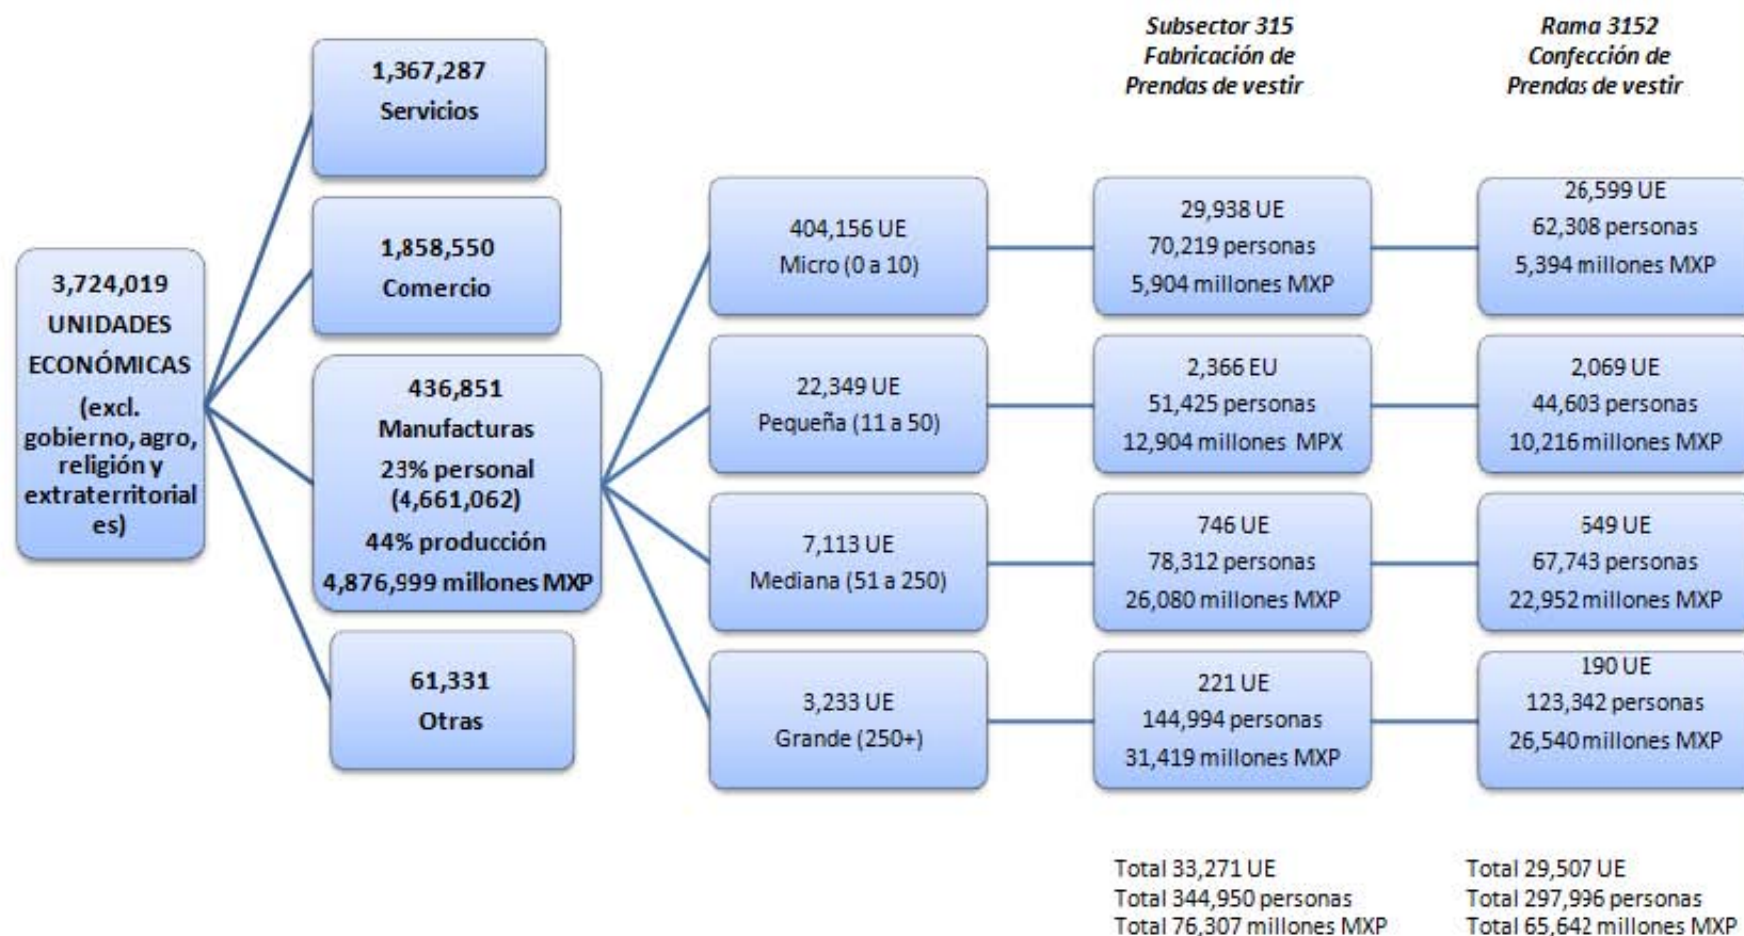 Subsector 315
Fabricación de
Prendas de vestir
Rama 3152
Confección de
Prendas de vestir
3,724,019
UNIDADES
ECONÓMICAS
(excl.
gobierno, agro,
religión y
extraterritorial
es)
1,367,287
Servicios
1,858,550
Comercio
436,851
Manufacturas
23% personal
(4,661,062)
44% producción
4,876,999 millones MXP
61,331
Otras
404,156 UE
Micro (0 a 10)
29,938 UE
70,219 personas
5,904 millones MXP
26,599 UE
62,308 personas
5,394 millones MXP
22,349 UE
Pequeña (11 a 50)
2,366 EU
51,425 personas
12,904 millones MPX
2,069 UE
44,603 personas
10,216 millones MXP
7,113 UE
Mediana (51 a 250)
746 UE
78,312 personas
26,080 millones MXP
649 UE
67,743 personas
22,952 millones MXP
3,233 UE
Grande (250+)
221 UE
144,994 personas
31,419 millones MXP
190 UE
123,342 personas
26,540 millones MXP
Total 33,271 UE
Total 344,950 personas
Total 76,307 millones MXP
Total 29,507 UE
Total 297,996 personas
Total 65,642 millones MXP